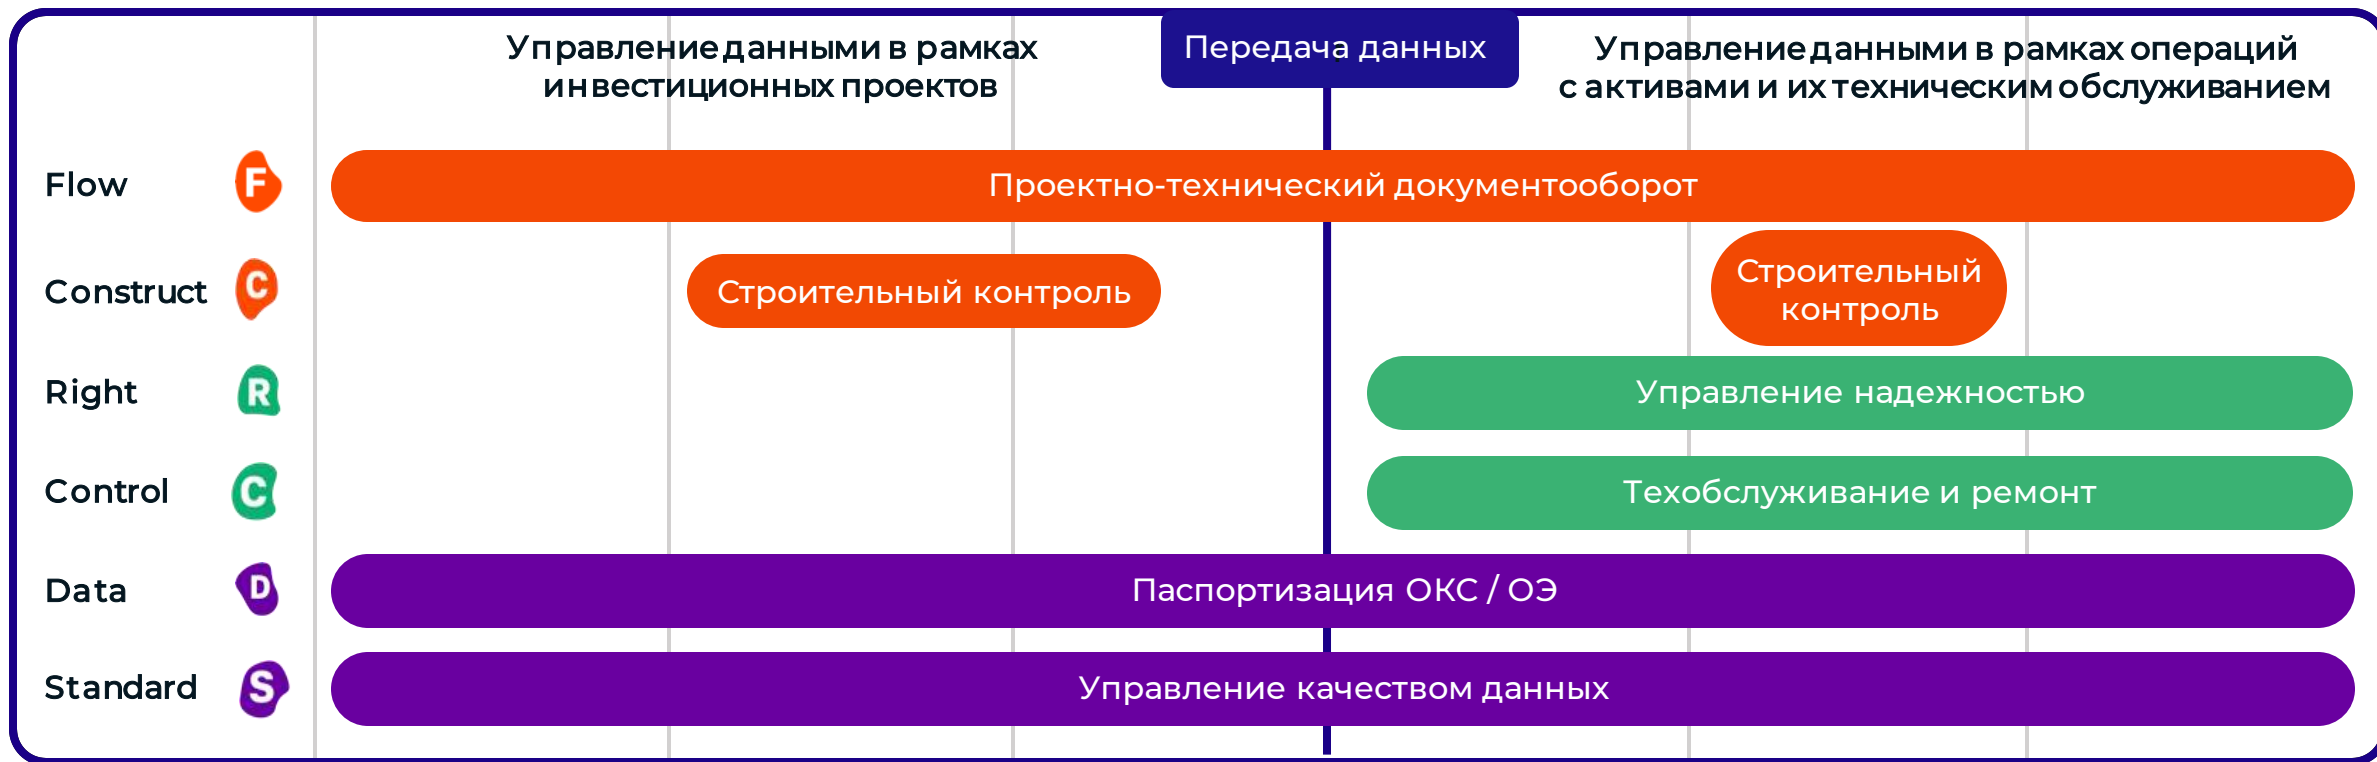 Управление данными в рамках
инвестиционных проектов
Передача данных
Управление данными в рамках операций
с активами и их техническим обслуживанием
Flow F Проектно-технический документооборот
Construct C Строительный контроль
Строительный
контроль
Right R Управление надежностью
Control C Техобслуживание и ремонт
Data D Паспортизация ОКС / ОЭ
Standard S Управление качеством данных